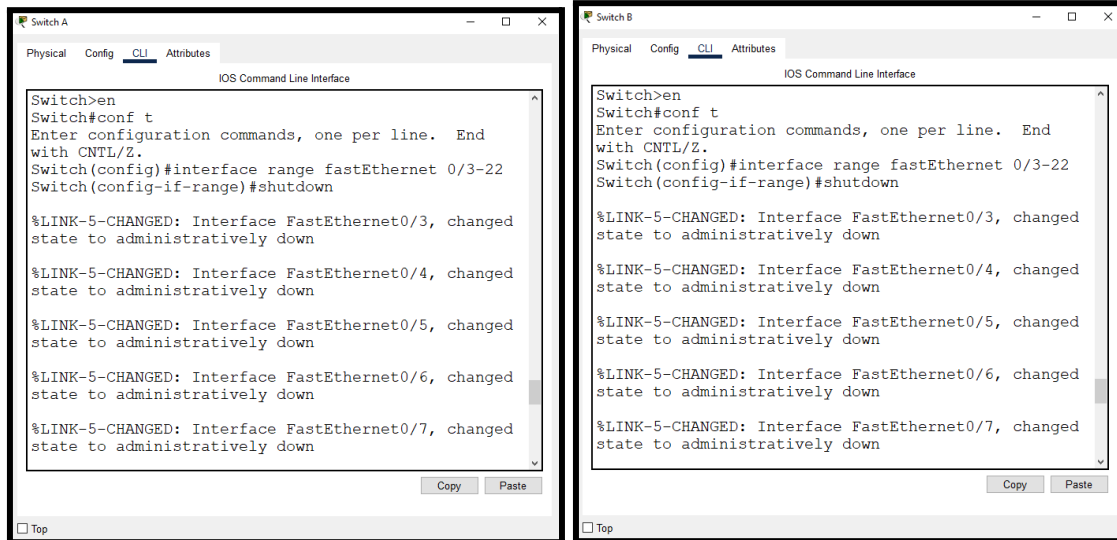 Switch A
Physical Config CLI Attributes
IOS Command Line Interface
Switch>en
Switch#conf t
Enter configuration commands, one per line.  End
with CNTL/Z.
Switch(config)#interface range fastEthernet 0/3-22
Switch(config-if-range)#shutdown
%LINK-5-CHANGED: Interface FastEthernet0/3, changed
state to administratively down
%LINK-5-CHANGED: Interface FastEthernet0/4, changed
state to administratively down
%LINK-5-CHANGED: Interface FastEthernet0/5, changed
state to administratively down
%LINK-5-CHANGED: Interface FastEthernet0/6, changed
state to administratively down
%LINK-5-CHANGED: Interface FastEthernet0/7, changed
state to administratively down
Copy Paste
Top
Switch B
Physical Config CLI Attributes
IOS Command Line Interface
Switch>en
Switch#conf t
Enter configuration commands, one per line.  End
with CNTL/Z.
Switch(config)#interface range fastEthernet 0/3-22
Switch(config-if-range)#shutdown
%LINK-5-CHANGED: Interface FastEthernet0/3, changed
state to administratively down
%LINK-5-CHANGED: Interface FastEthernet0/4, changed
state to administratively down
%LINK-5-CHANGED: Interface FastEthernet0/5, changed
state to administratively down
%LINK-5-CHANGED: Interface FastEthernet0/6, changed
state to administratively down
%LINK-5-CHANGED: Interface FastEthernet0/7, changed
state to administratively down
Copy Paste
Top